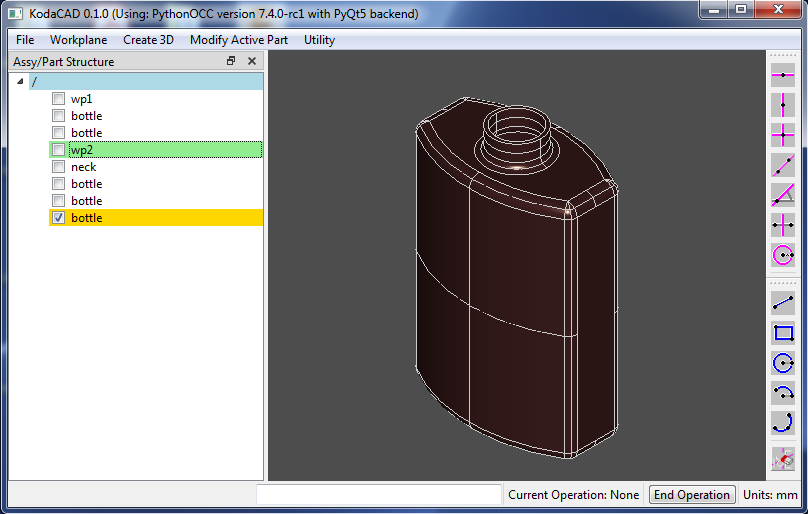 KodaCAD 0.1.0 (Using: PythonOCC version 7.4.0-rc1 with PyQt5 backend)
File Workplane Create 3D Modify Active Part Utility
Assy/Part Structure
/
wp1
bottle
bottle
wp2
neck
bottle
bottle
bottle
Current Operation: None End Operation Units: mm